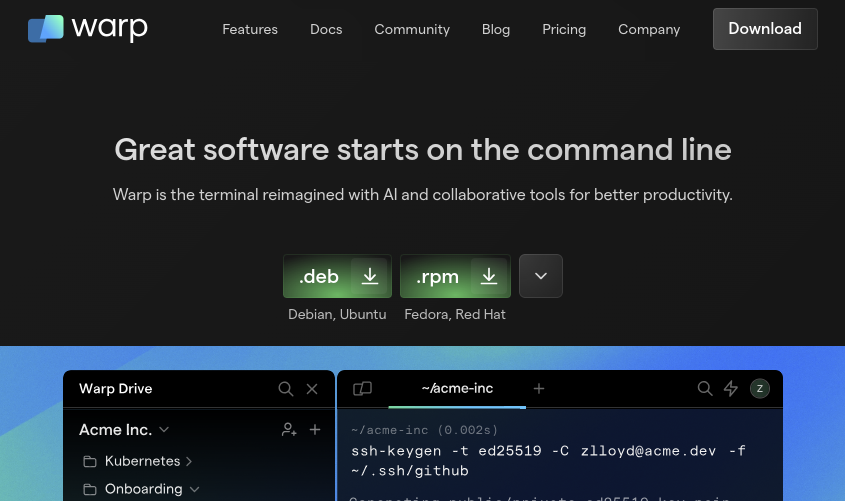 warp
Features Docs Community Blog Pricing Company Download
Great software starts on the command line
Warp is the terminal reimagined with AI and collaborative tools for better productivity.
.deb .rpm
Debian, Ubuntu Fedora, Red Hat
Warp Drive
Acme Inc.
Kubernetes
Onboarding
~/acme-inc
Z
~/acme-inc (0.002s)
ssh-keygen -t ed25519 -C zlloyd@acme.dev -f
~/.ssh/github